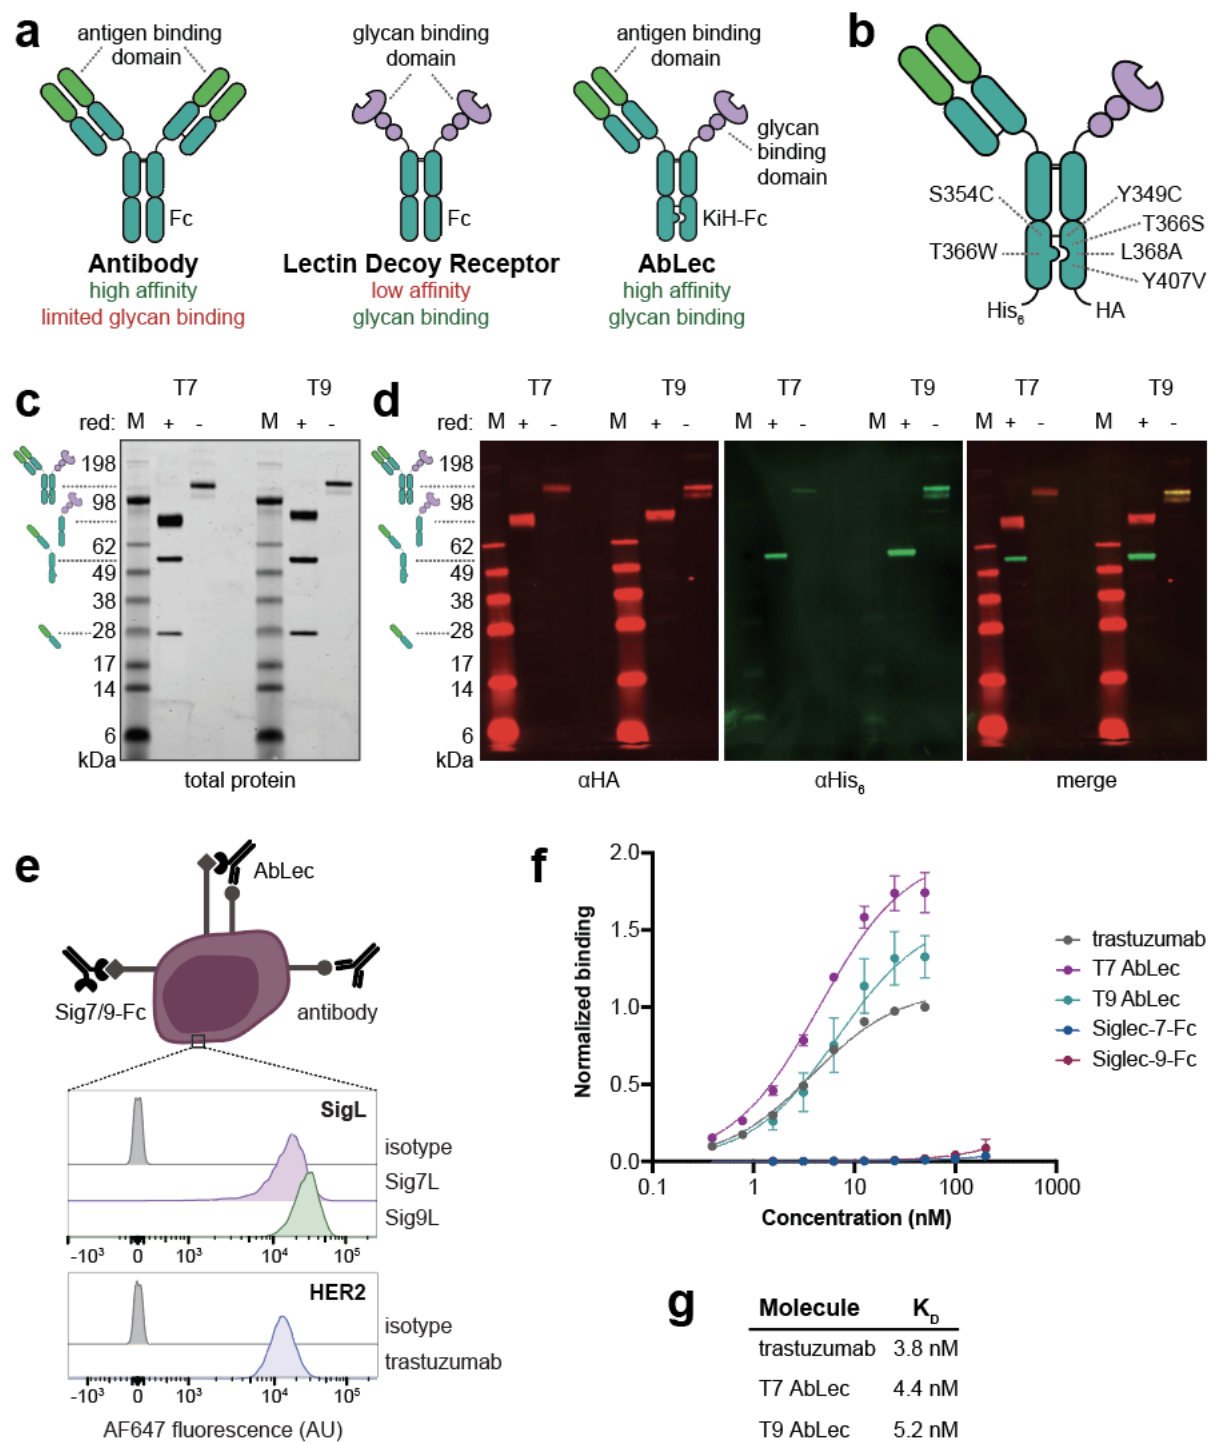 a
antigen binding
domain
Fc
Antibody
high affinity
limited glycan binding
glycan binding
domain
Fc
Lectin Decoy Receptor
low affinity
glycan binding
antigen binding
domain
glycan
binding
domain
KiH-Fc
AbLec
high affinity
glycan binding
b
S354C
T366W
Y349C
T366S
L368A
Y407V
His6
HA
c
T7 T9
red: M + - M + -
198
98
62
49
38
28
17
14
6
kDa
total protein
d
T7 T9 T7 T9 T7 T9
red: M + - M + - M + - M + - M + - M + -
198
98
62
49
38
28
17
14
6
kDa
αHA
αHis6
merge
e
AbLec
Sig7/9-Fc
antibody
SigL
isotype
Sig7L
Sig9L
-10³ 0 10³ 10⁴ 10⁵
HER2
isotype
trastuzumab
-10³ 0 10³ 10⁴ 10⁵
AF647 fluorescence (AU)
f
Normalized binding
2.0
1.5
1.0
0.5
0.0
0.1 1 10 100 1000
Concentration (nM)
trastuzumab
T7 AbLec
T9 AbLec
Siglec-7-Fc
Siglec-9-Fc
g
Molecule KD
trastuzumab 3.8 nM
T7 AbLec 4.4 nM
T9 AbLec 5.2 nM